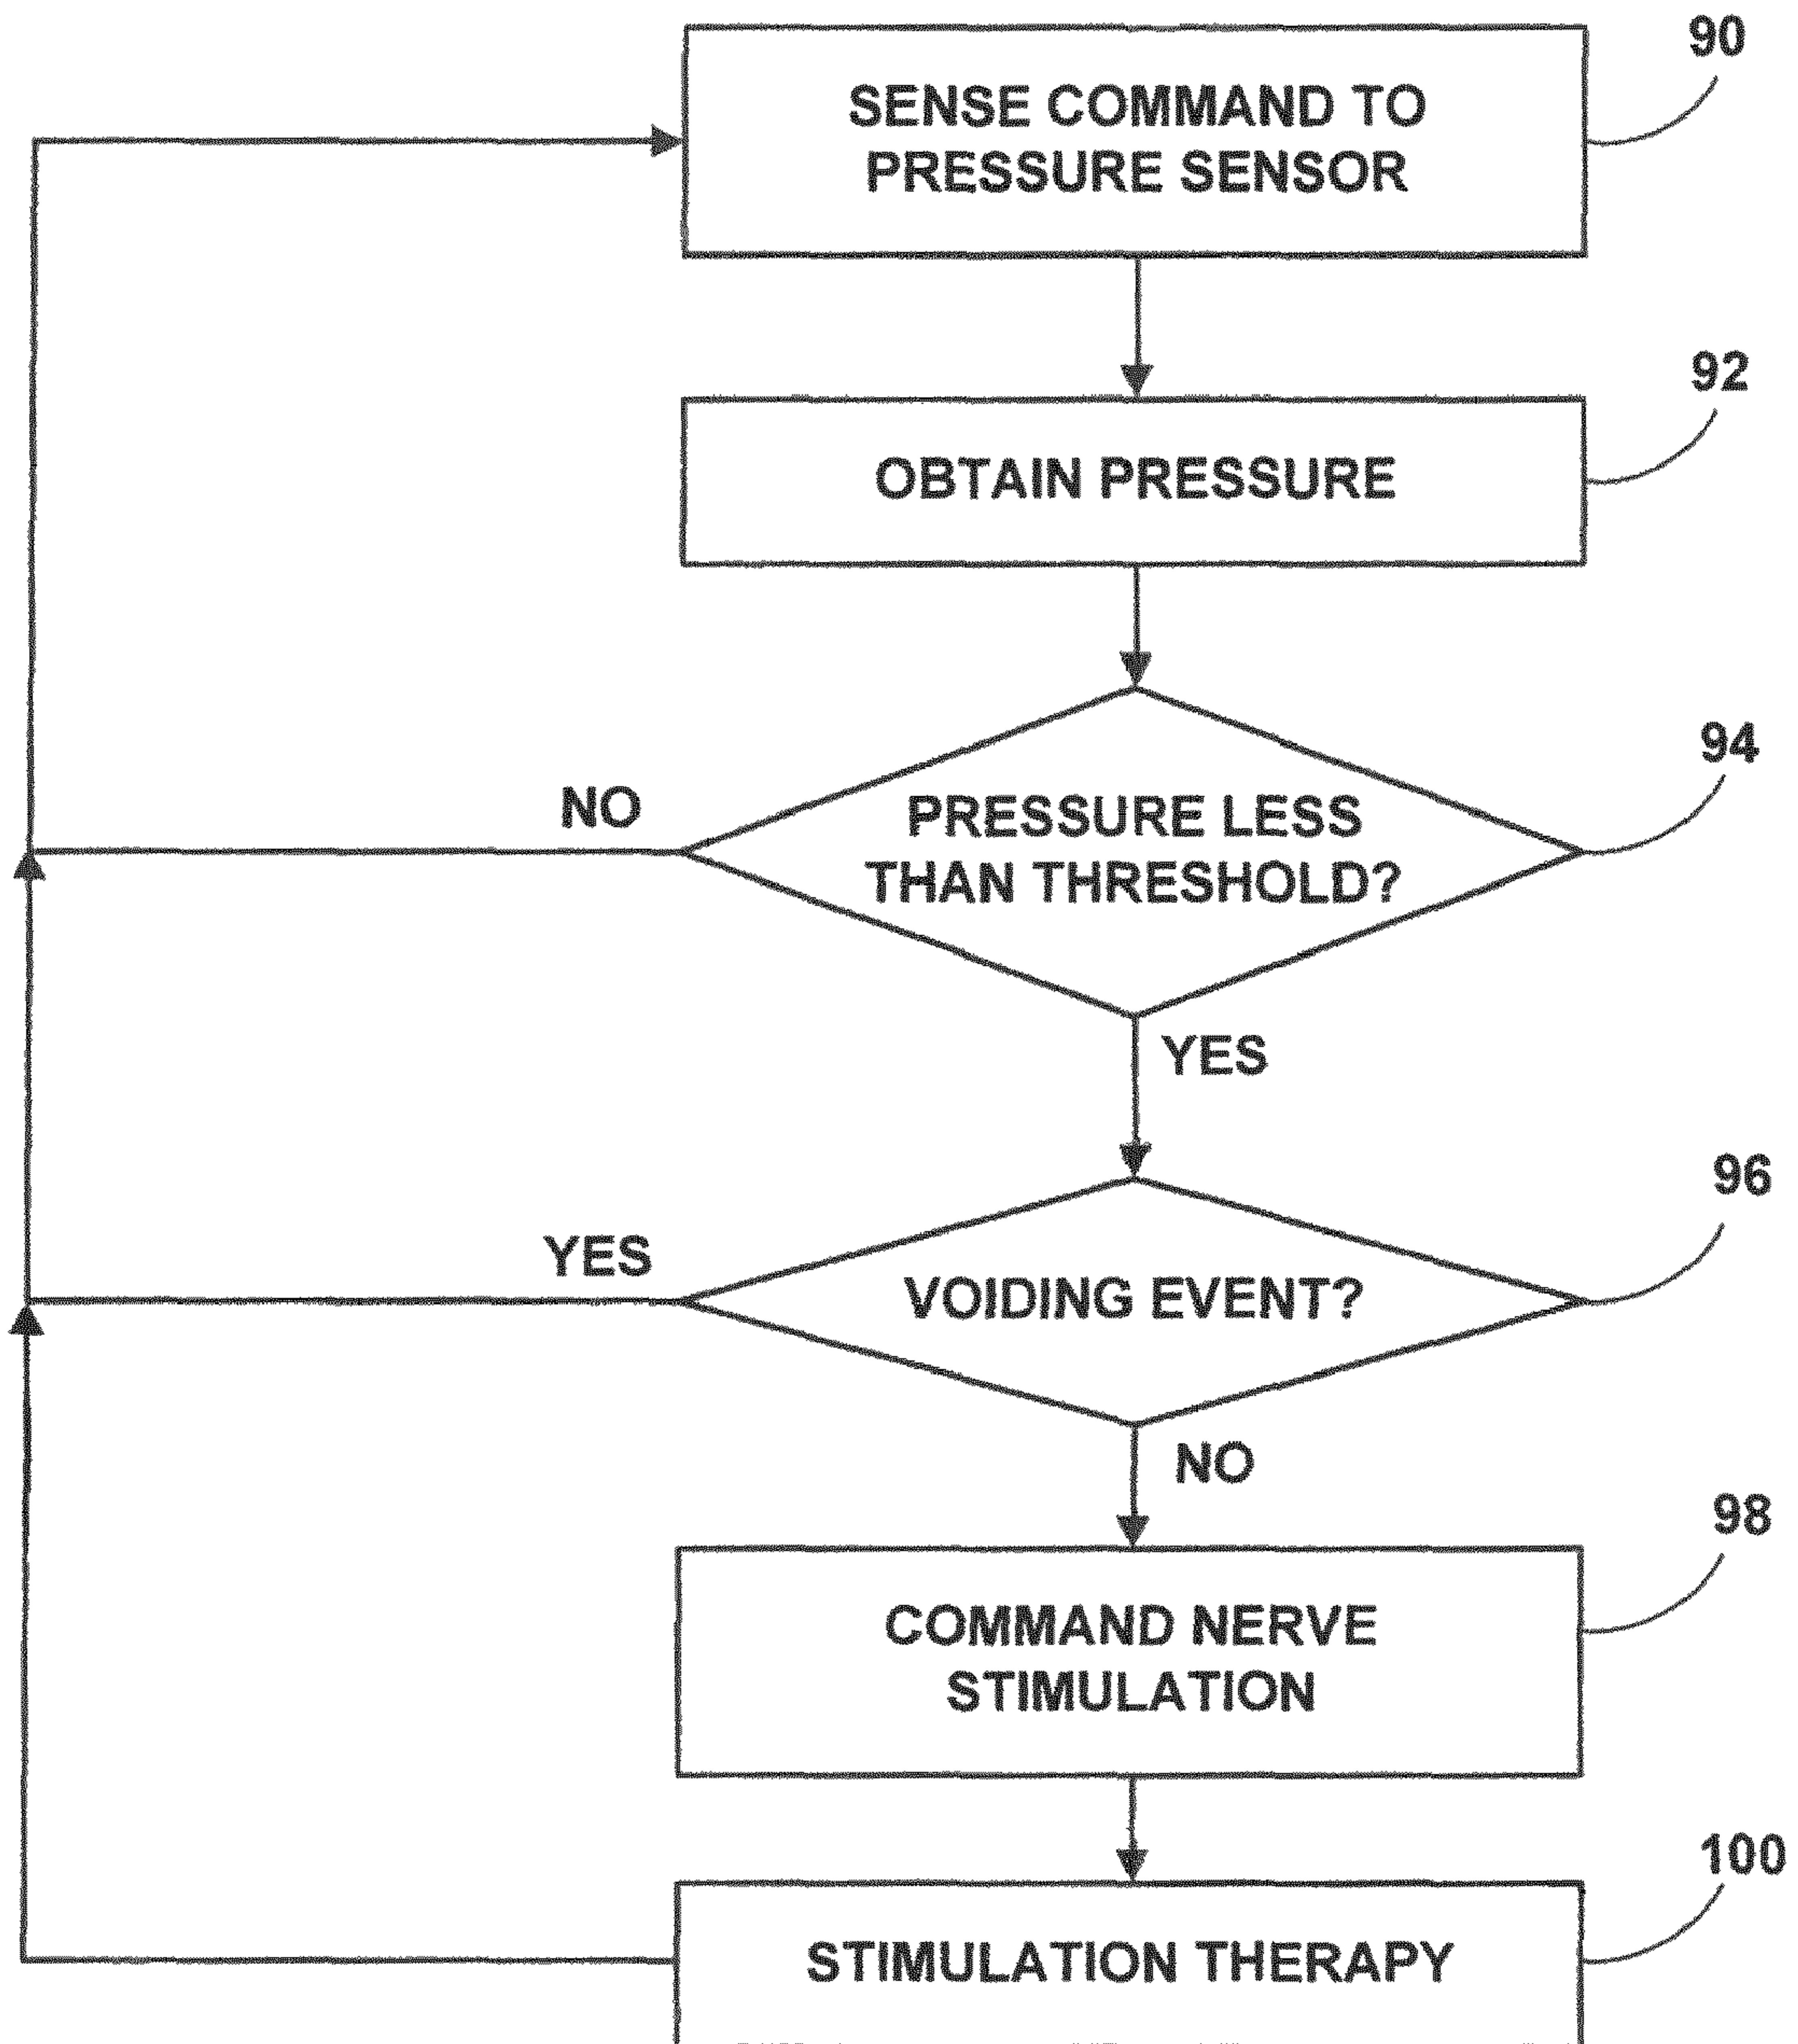 90
SENSE COMMAND TO
PRESSURE SENSOR
92
OBTAIN PRESSURE
94
NO
PRESSURE LESS
THAN THRESHOLD?
YES
96
YES
VOIDING EVENT?
NO
98
COMMAND NERVE
STIMULATION
100
STIMULATION THERAPY